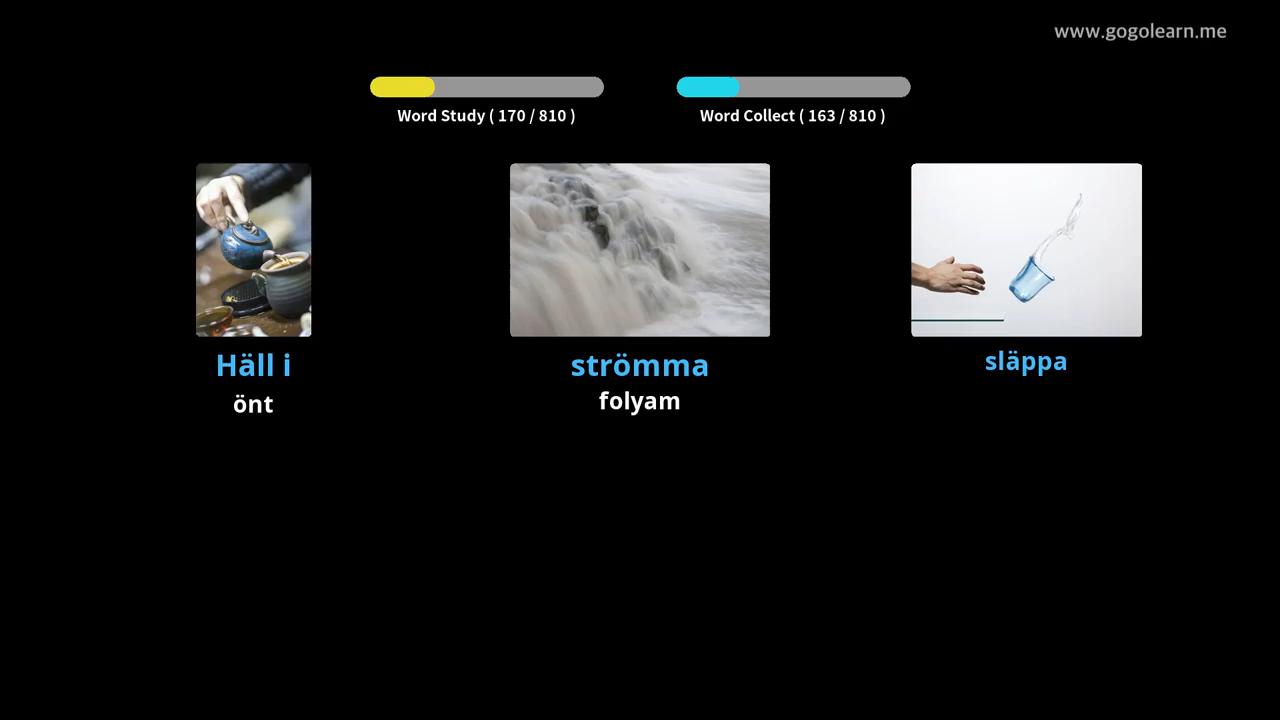 www.gogolearn.me
Word Study ( 170 / 810 )
Word Collect ( 163 / 810 )
Häll i
önt
strömma
folyam
släppa